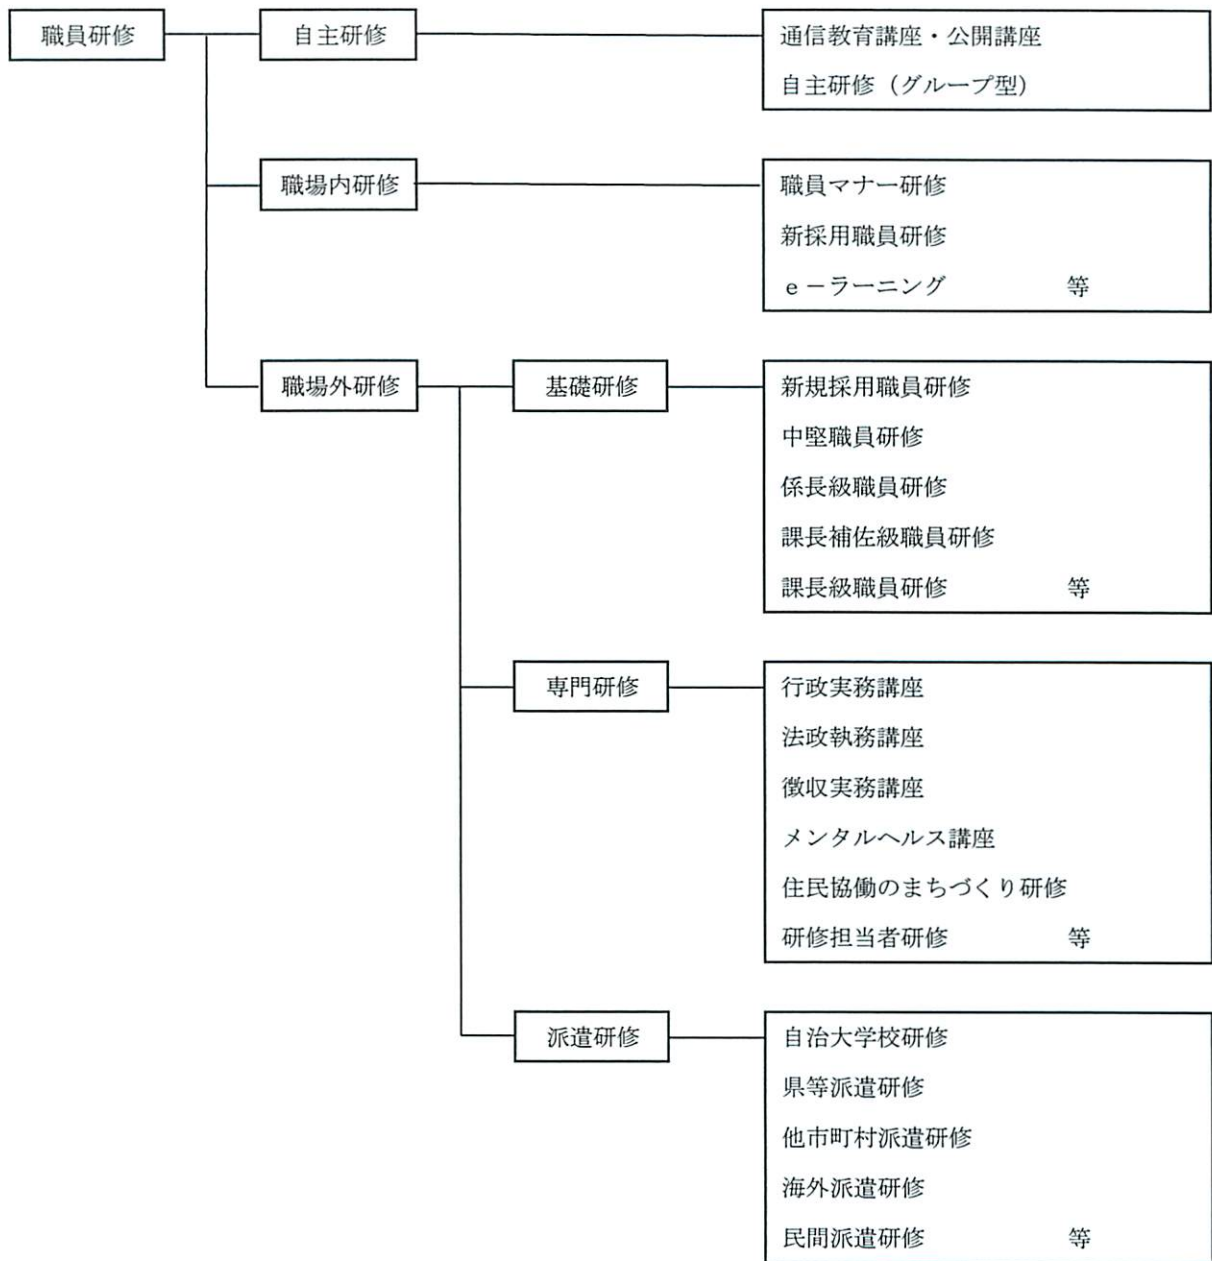 職員研修
自主研修
通信教育講座・公開講座
自主研修（グループ型）
職場内研修
職員マナー研修
新採用職員研修
ｅ－ラーニング　　　　　等
職場外研修
基礎研修
新規採用職員研修
中堅職員研修
係長級職員研修
課長補佐級職員研修
課長級職員研修　　　　　等
専門研修
行政実務講座
法政執務講座
徴収実務講座
メンタルヘルス講座
住民協働のまちづくり研修
研修担当者研修　　　　　等
派遣研修
自治大学校研修
県等派遣研修
他市町村派遣研修
海外派遣研修
民間派遣研修　　　　　　等